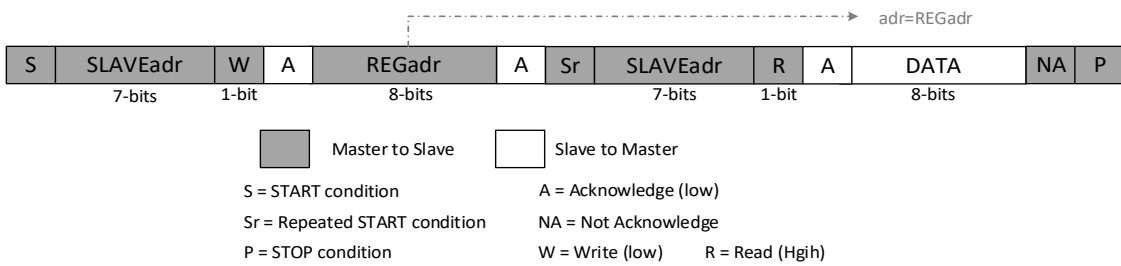 adr=REGadr
S SLAVEadr W A REGadr A Sr SLAVEadr R A DATA NA P
7-bits 1-bit 8-bits 7-bits 1-bit 8-bits
Master to Slave Slave to Master
S = START condition A = Acknowledge (low)
Sr = Repeated START condition NA = Not Acknowledge
P = STOP condition W = Write (low) R = Read (Hgih)